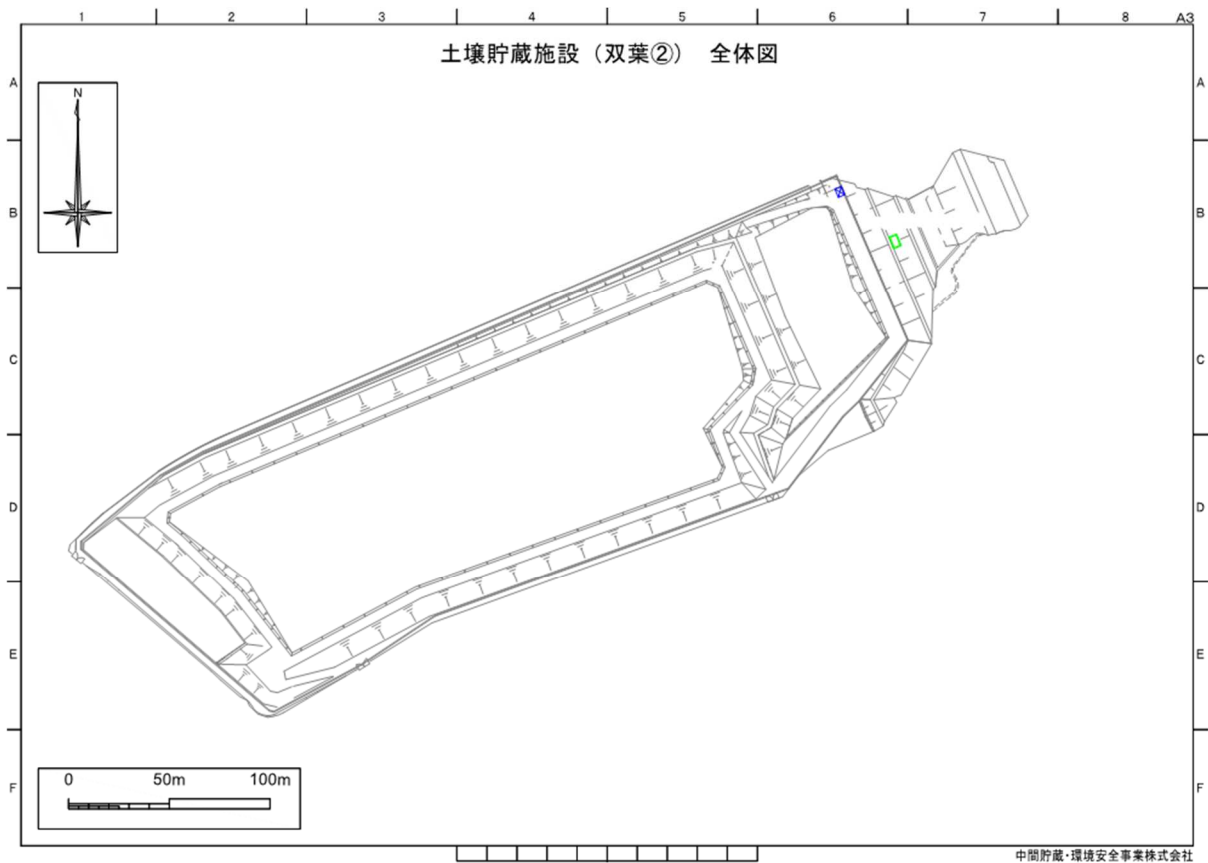 1 2 3 4 5 6 7 8 A3
土壌貯蔵施設（双葉②） 全体図
A A
N
B B
C C
D D
E E
0 50m 100m
F F
中間貯蔵・環境安全事業株式会社